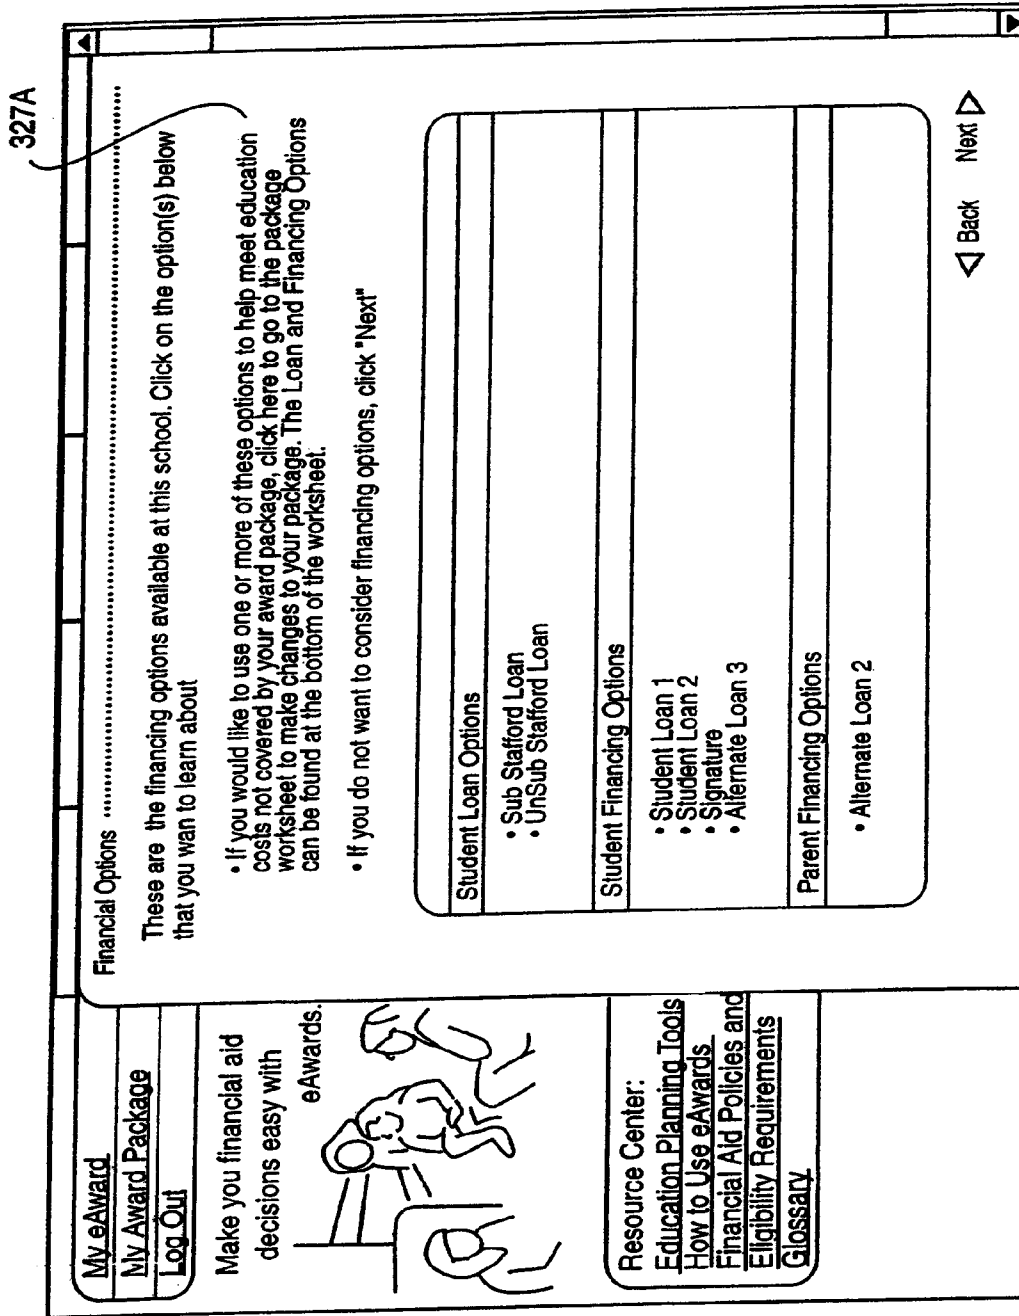 327A
My eAward
My Award Package
Log Out
Make you financial aid
decisions easy with
eAwards.
Resource Center:
Education Planning Tools
How to Use eAwards
Financial Aid Policies and
Eligibility Requirements
Glossary
Financial Options
These are the financing options available at this school. Click on the option(s) below
that you wan to learn about
• If you would like to use one or more of these options to help meet education
costs not covered by your award package, click here to go to the package
worksheet to make changes to your package. The Loan and Financing Options
can be found at the bottom of the worksheet.
• If you do not want to consider financing options, click "Next"
Student Loan Options
• Sub Stafford Loan
• UnSub Stafford Loan
Student Financing Options
• Student Loan 1
• Student Loan 2
• Signature
• Alternate Loan 3
Parent Financing Options
• Alternate Loan 2
Back Next